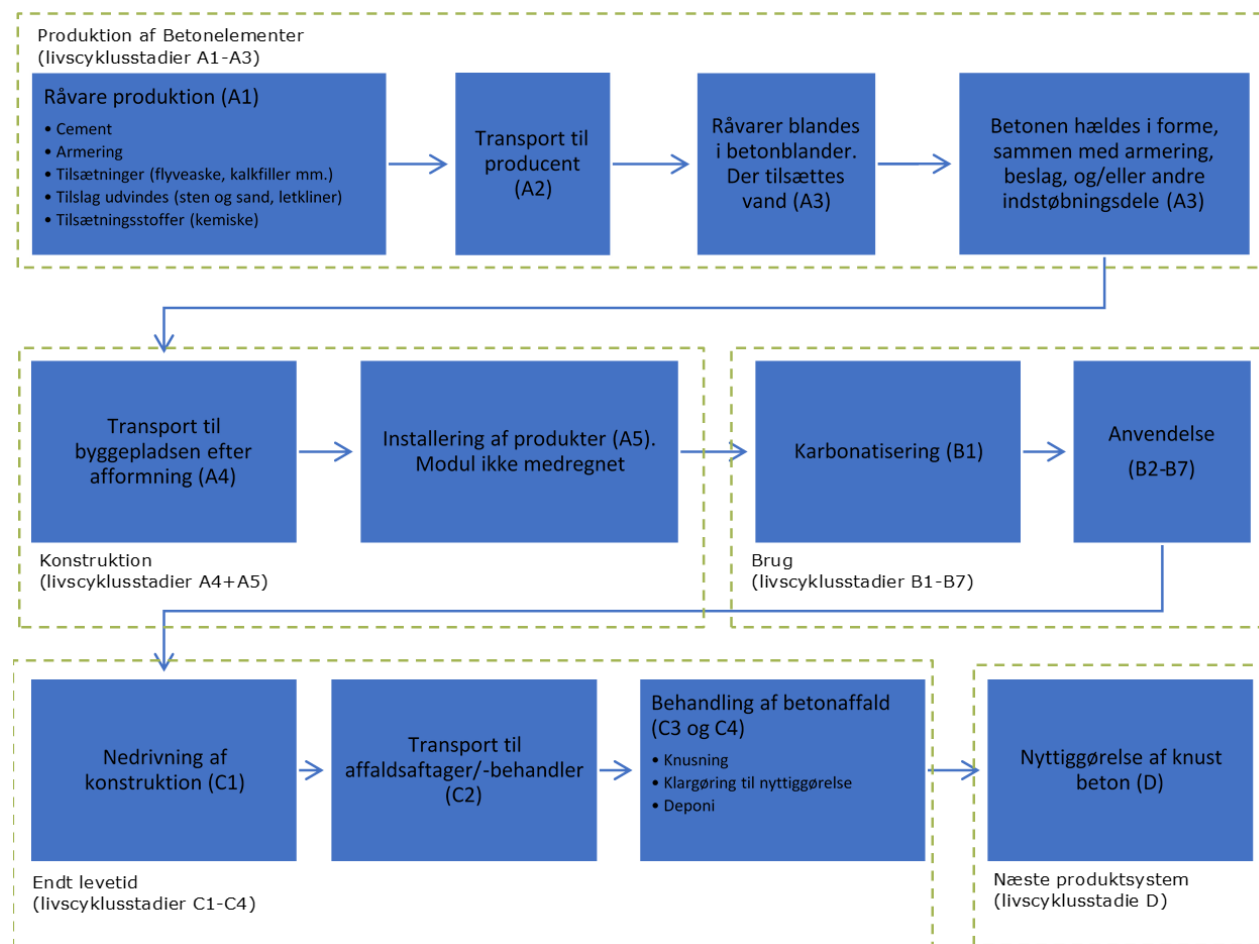 Produktion af Betonelementer
(livscyklusstadier A1-A3)
Råvare produktion (A1)
• Cement
• Armering
• Tilsætninger (flyveaske, kalkfiller mm.)
• Tilslag udvindes (sten og sand, letkliner)
• Tilsætningsstoffer (kemiske)
Transport til
producent
(A2)
Råvarer blandes
i betonblander.
Der tilsættes
vand (A3)
Betonen hældes i forme,
sammen med armering,
beslag, og/eller andre
indstøbningsdele (A3)
Transport til
byggepladsen efter
afformning (A4)
Installering af produkter (A5).
Modul ikke medregnet
Konstruktion
(livscyklusstadier A4+A5)
Karbonatisering (B1)
Anvendelse
(B2-B7)
Brug
(livscyklusstadier B1-B7)
Nedrivning af
konstruktion (C1)
Transport til
affaldsaftager/-behandler
(C2)
Behandling af betonaffald
(C3 og C4)
• Knusning
• Klargøring til nyttiggørelse
• Deponi
Endt levetid
(livscyklusstadier C1-C4)
Nyttiggørelse af knust
beton (D)
Næste produktsystem
(livscyklusstadie D)